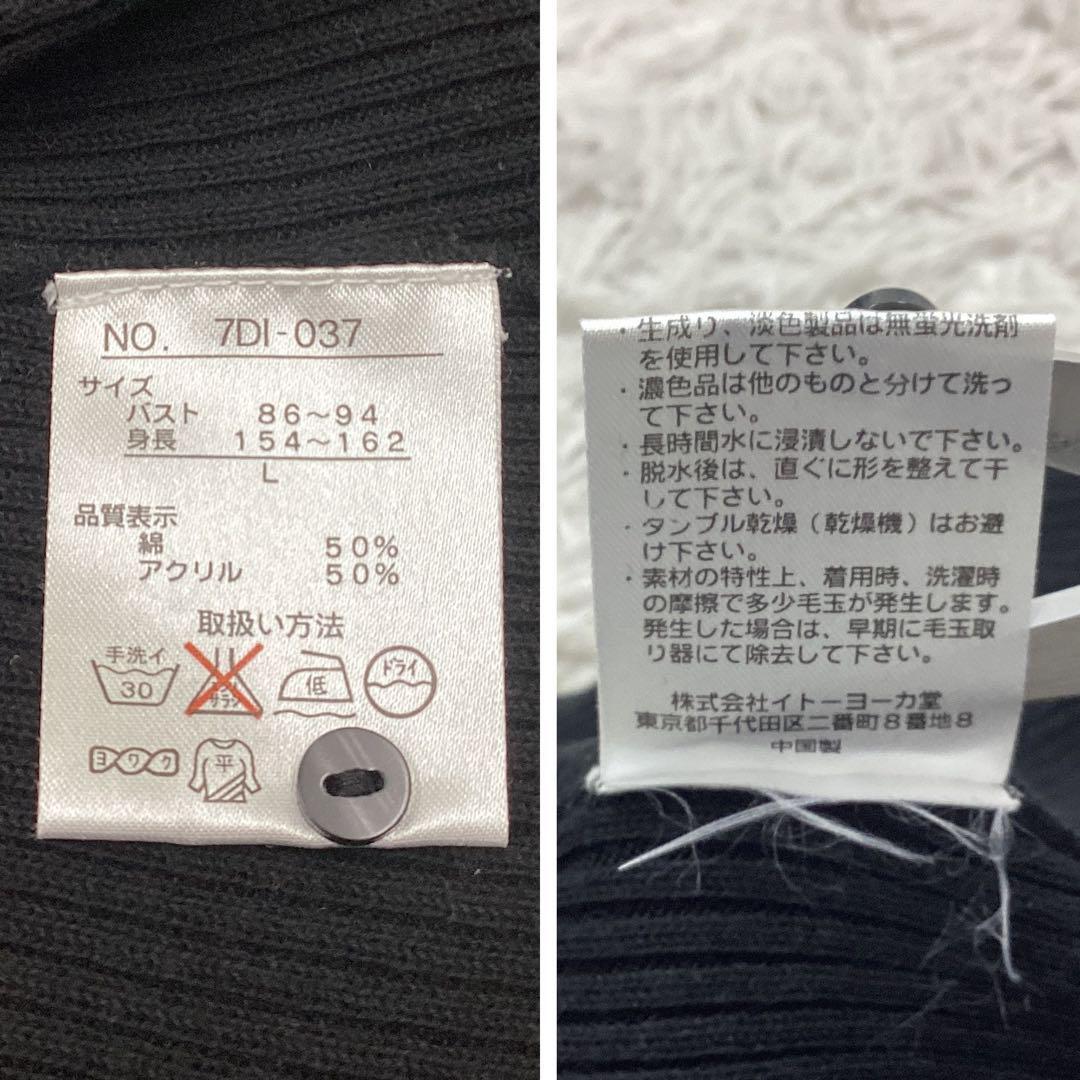 NO. 7DI-037
サイズ
バスト 86～94
身長 154～162
L
品質表示
綿 50%
アクリル 50%
取扱い方法
手洗イ
30
エンソ
サラシ
低
ドライ
ヨワク
平
・生成り、淡色製品は無蛍光洗剤
を使用して下さい。
・濃色品は他のものと分けて洗っ
て下さい。
・長時間水に浸漬しないで下さい。
・脱水後は、直ぐに形を整えて干
して下さい。
・タンブル乾燥（乾燥機）はお避
け下さい。
・素材の特性上、着用時、洗濯時
の摩擦で多少毛玉が発生します。
発生した場合は、早期に毛玉取
り器にて除去して下さい。
株式会社イトーヨーカ堂
東京都千代田区二番町8番地8
中国製